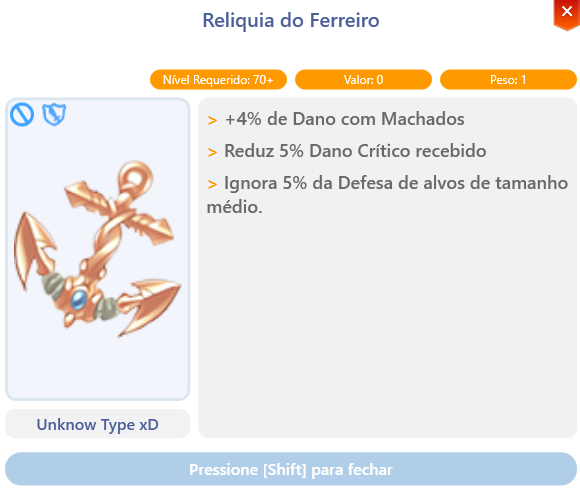 Reliquia do Ferreiro
Nível Requerido: 70+
Valor: 0
Peso: 1
> +4% de Dano com Machados
> Reduz 5% Dano Crítico recebido
> Ignora 5% da Defesa de alvos de tamanho
médio.
Unknow Type xD
Pressione [Shift] para fechar